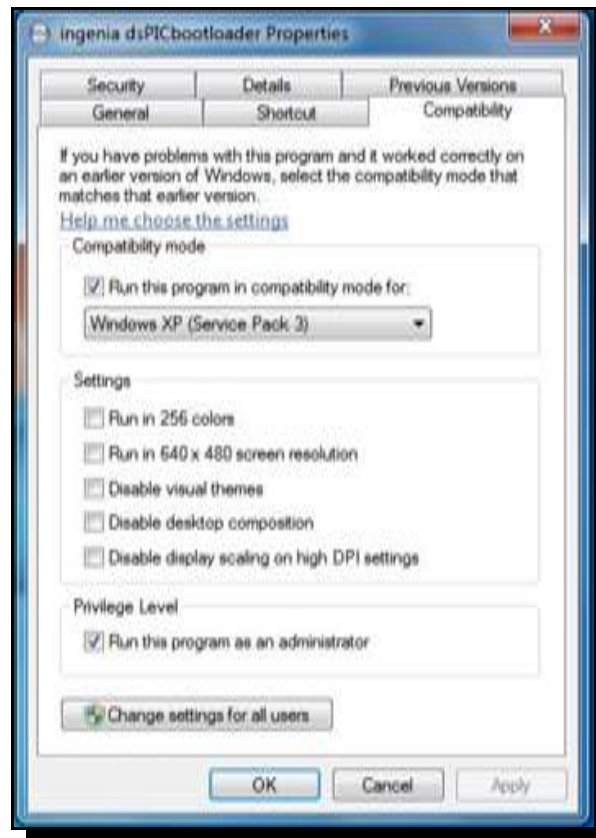 ingenia dsPICbootloader Properties
Security Details Previous Versions
General Shortcut Compatibility
If you have problems with this program and it worked correctly on
an earlier version of Windows, select the compatibility mode that
matches that earlier version.
Help me choose the settings
Compatibility mode
Run this program in compatibility mode for:
Windows XP (Service Pack 3)
Settings
Run in 256 colors
Run in 640 x 480 screen resolution
Disable visual themes
Disable desktop composition
Disable display scaling on high DPI settings
Privilege Level
Run this program as an administrator
Change settings for all users
OK Cancel Apply